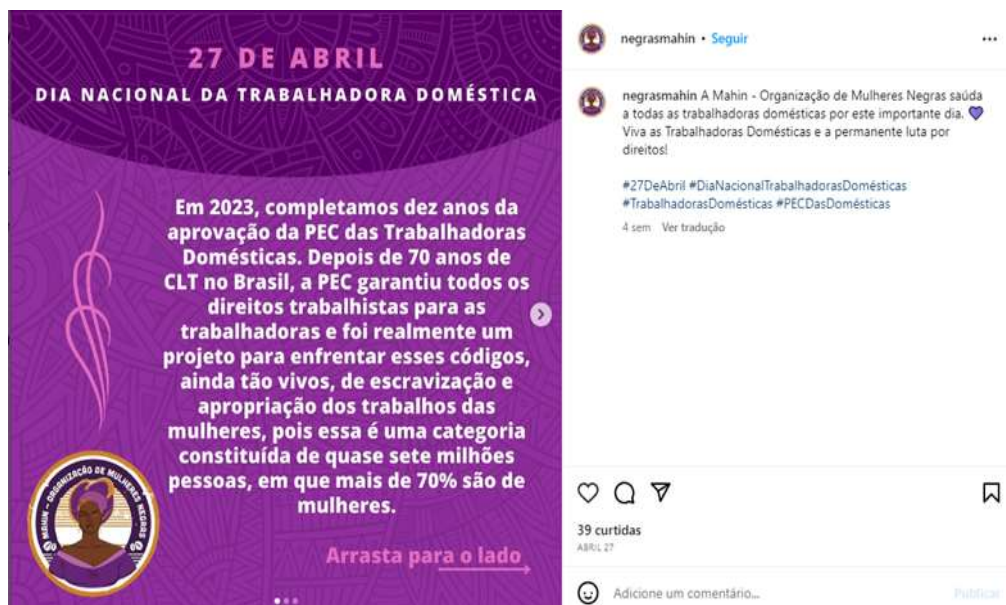 27 DE ABRIL
DIA NACIONAL DA TRABALHADORA DOMÉSTICA
Em 2023, completamos dez anos da
aprovação da PEC das Trabalhadoras
Domésticas. Depois de 70 anos de
CLT no Brasil, a PEC garantiu todos os
direitos trabalhistas para as
trabalhadoras e foi realmente um
projeto para enfrentar esses códigos,
ainda tão vivos, de escravização e
apropriação dos trabalhos das
mulheres, pois essa é uma categoria
constituída de quase sete milhões
pessoas, em que mais de 70% são de
mulheres.
MAHIN - ORGANIZAÇÃO DE MULHERES NEGRAS
Arrasta para o lado
negrasmahin • Seguir
negrasmahin A Mahin - Organização de Mulheres Negras saúda
a todas as trabalhadoras domésticas por este importante dia. 💜
Viva as Trabalhadoras Domésticas e a permanente luta por
direitos!
#27DeAbril #DiaNacionalTrabalhadorasDomésticas
#TrabalhadorasDomésticas #PECDasDomésticas
4 sem Ver tradução
39 curtidas
ABRIL 27
Adicione um comentário... Publicar